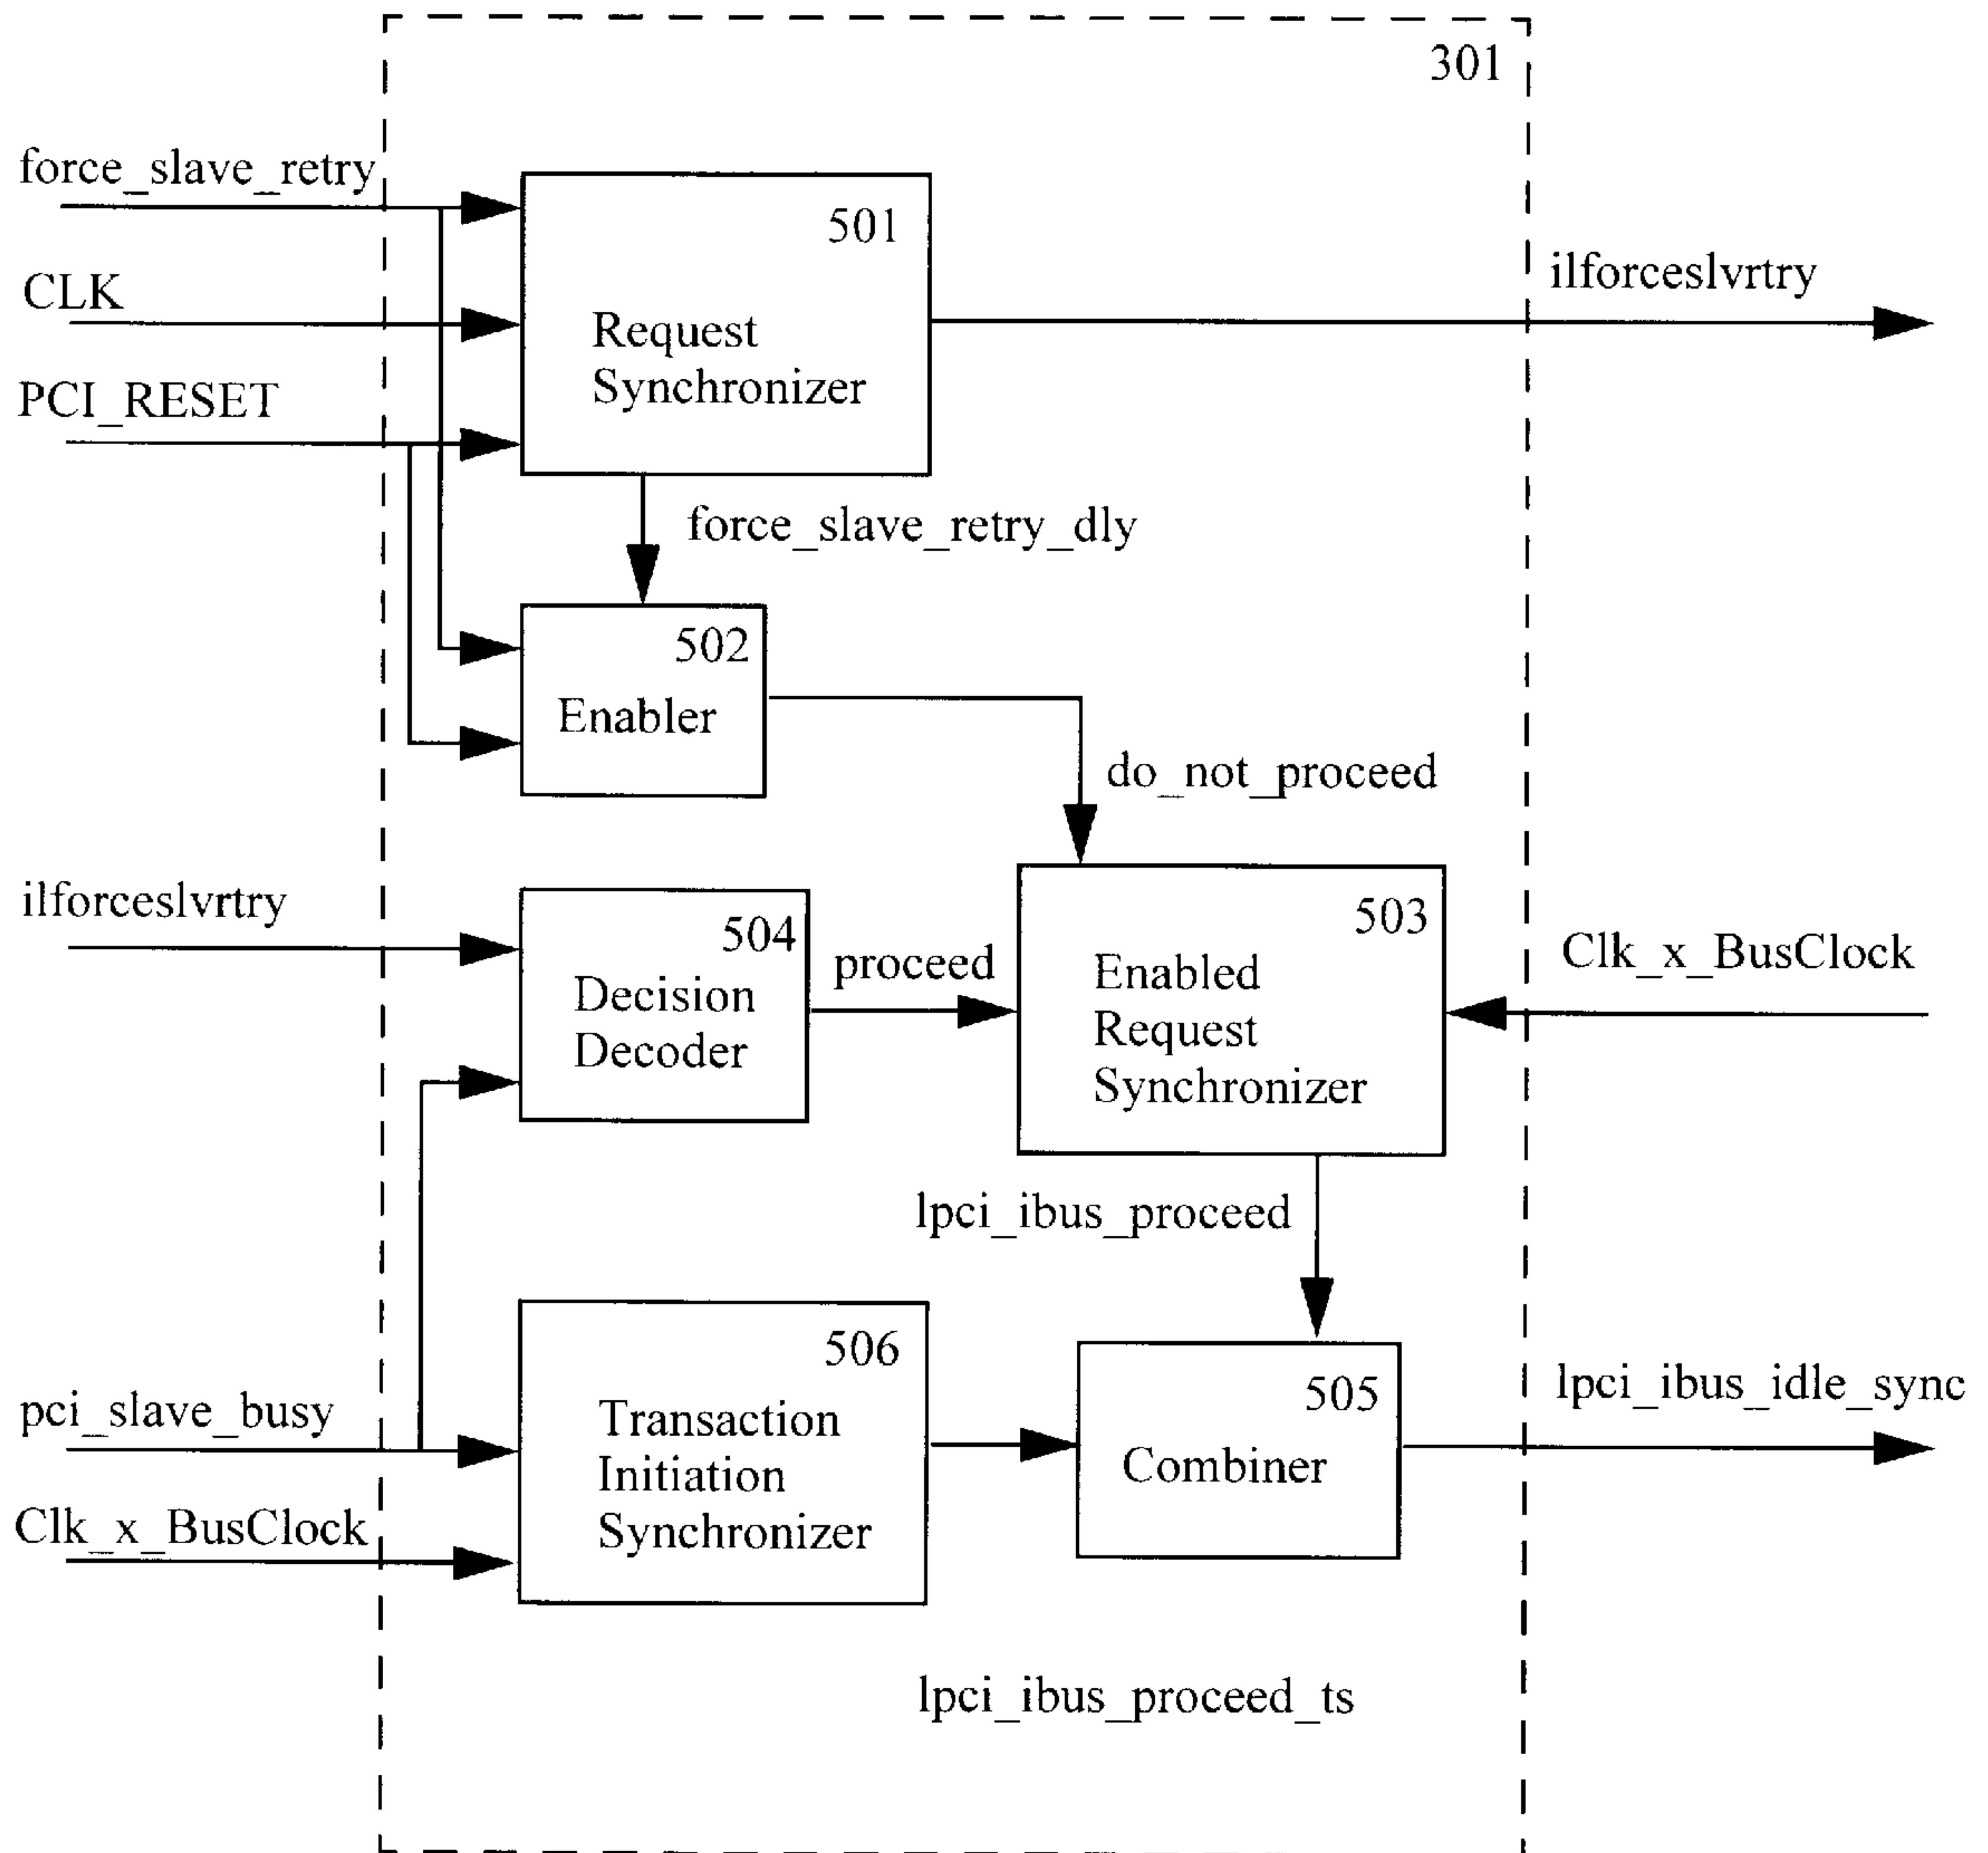 301
force_slave_retry
501
CLK
ilforceslvrtry
Request
Synchronizer
PCI_RESET
force_slave_retry_dly
502
Enabler
do_not_proceed
ilforceslvrtry
504
Decision
Decoder
proceed
503
Enabled
Request
Synchronizer
Clk_x_BusClock
lpci_ibus_proceed
506
Transaction
Initiation
Synchronizer
pci_slave_busy
Clk_x_BusClock
505
Combiner
lpci_ibus_idle_sync
lpci_ibus_proceed_ts